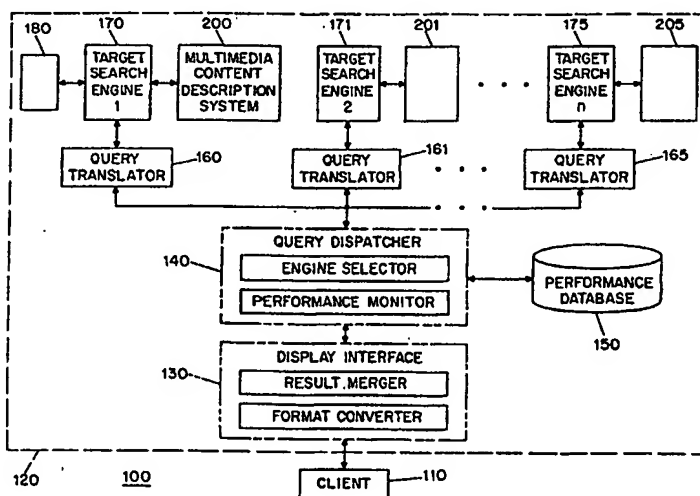 180
170
200
171
201
175
205
TARGET
SEARCH
ENGINE
1
MULTIMEDIA
CONTENT
DESCRIPTION
SYSTEM
TARGET
SEARCH
ENGINE
2
TARGET
SEARCH
ENGINE
n
QUERY
TRANSLATOR
160
QUERY
TRANSLATOR
161
QUERY
TRANSLATOR
165
QUERY DISPATCHER
140
ENGINE SELECTOR
PERFORMANCE MONITOR
PERFORMANCE
DATABASE
150
DISPLAY INTERFACE
130
RESULT.MERGER
FORMAT CONVERTER
120
100
CLIENT
110